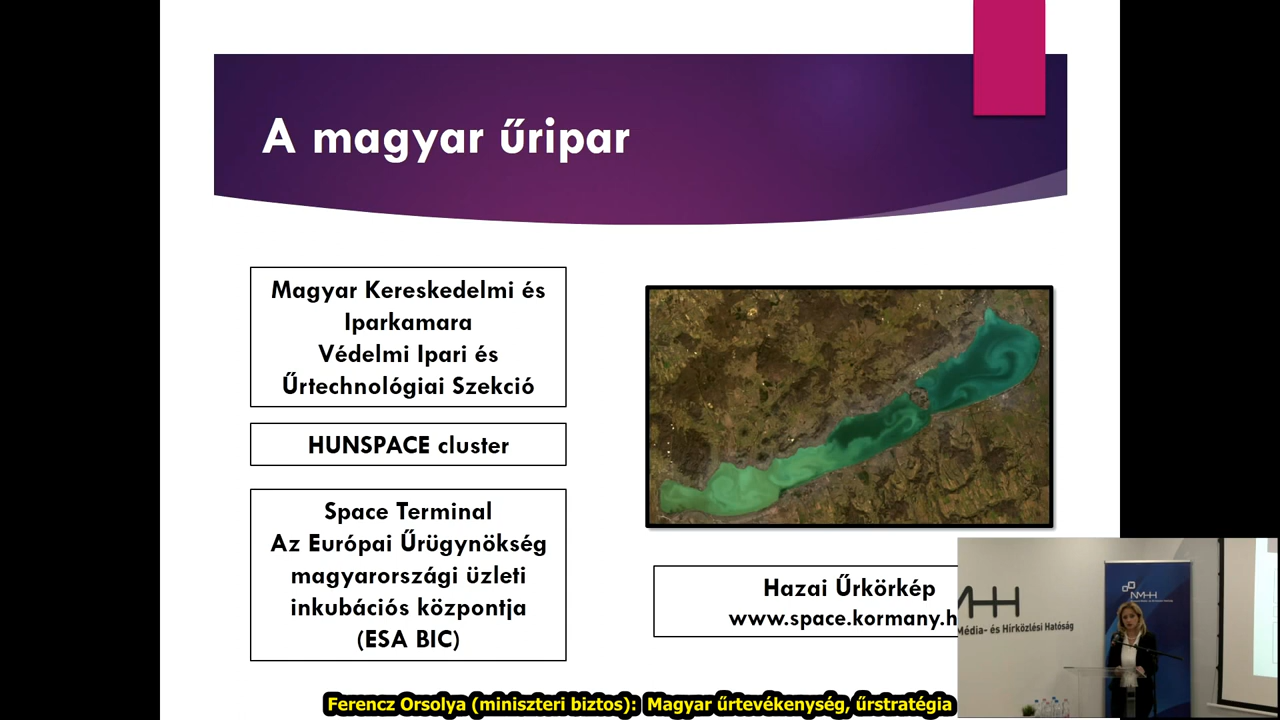 A magyar űripar
Magyar Kereskedelmi és
Iparkamara
Védelmi Ipari és
Űrtechnológiai Szekció
HUNSPACE cluster
Space Terminal
Az Európai Űrügynökség
magyarországi üzleti
inkubációs központja
(ESA BIC)
Hazai Űrkörkép
www.space.kormany.h
NMHH
Média- és Hírközlési Hatóság
NMHH
Ferencz Orsolya (miniszteri biztos): Magyar űrtevékenység, űrstratégia